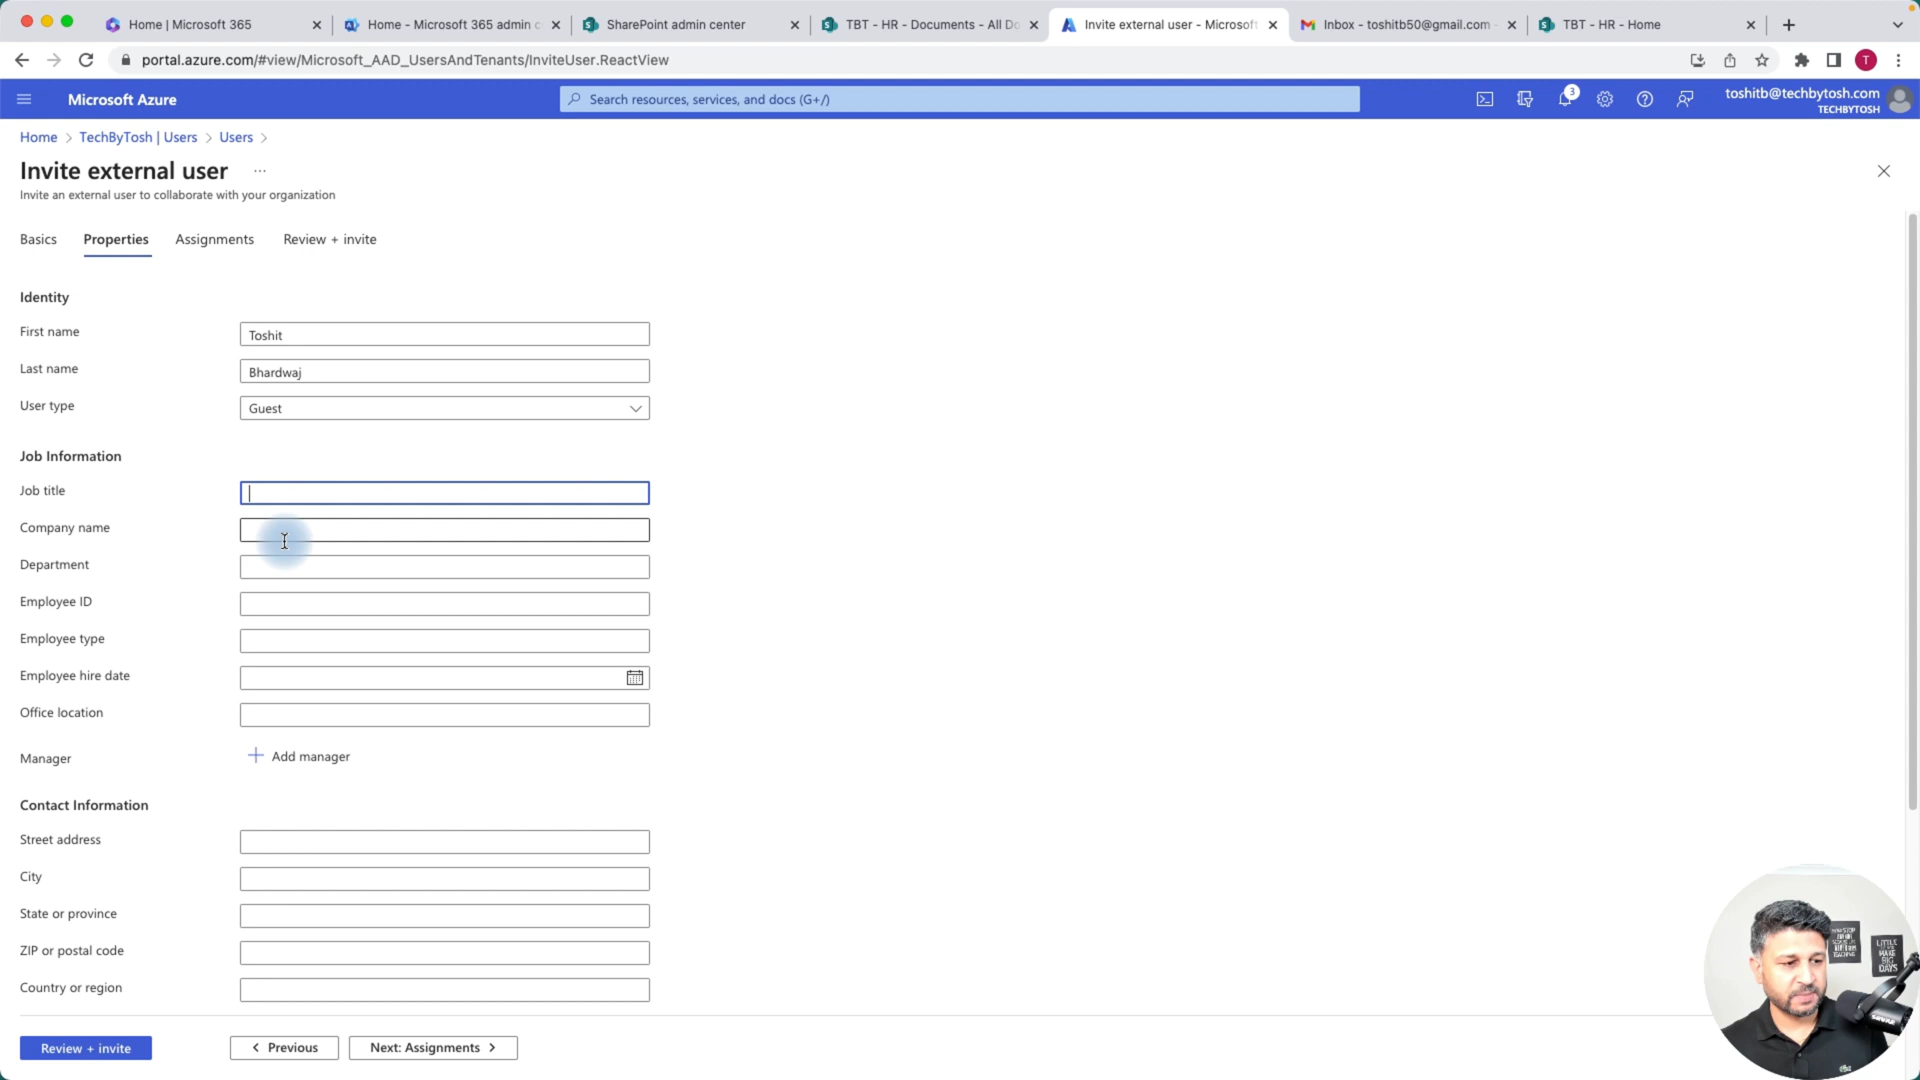 Home | Microsoft 365
Home - Microsoft 365 admin c
SharePoint admin center
TBT - HR - Documents - All Do
Invite external user - Microsoft
Inbox - toshitb50@gmail.com -
TBT - HR - Home
portal.azure.com/#view/Microsoft_AAD_UsersAndTenants/InviteUser.ReactView
T
Microsoft Azure
Search resources, services, and docs (G+/)
3
toshitb@techbytosh.com
TECHBYTOSH
Home > TechByTosh | Users > Users >
Invite external user ...
Invite an external user to collaborate with your organization
Basics Properties Assignments Review + invite
Identity
First name Toshit
Last name Bhardwaj
User type Guest
Job Information
Job title
Company name
Department
Employee ID
Employee type
Employee hire date
Office location
Manager + Add manager
Contact Information
Street address
City
State or province
ZIP or postal code
Country or region
LITTLE
BIG
DAYS
Review + invite < Previous Next: Assignments >